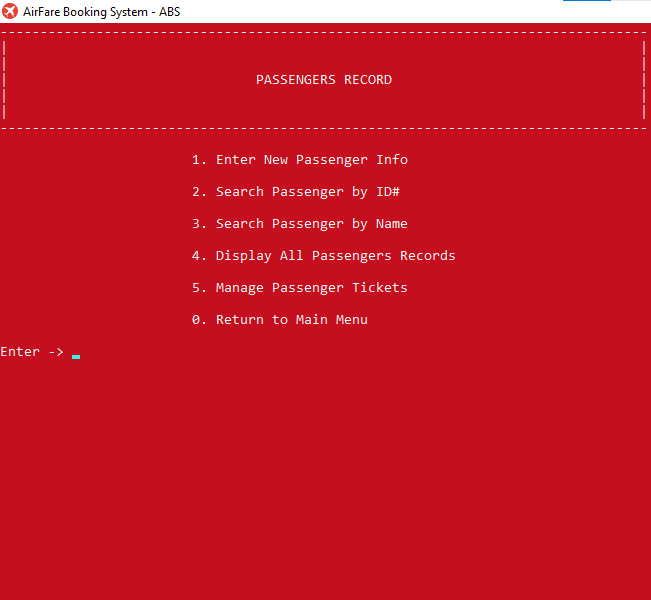 AirFare Booking System - ABS
PASSENGERS RECORD
1. Enter New Passenger Info
2. Search Passenger by ID#
3. Search Passenger by Name
4. Display All Passengers Records
5. Manage Passenger Tickets
0. Return to Main Menu
Enter ->